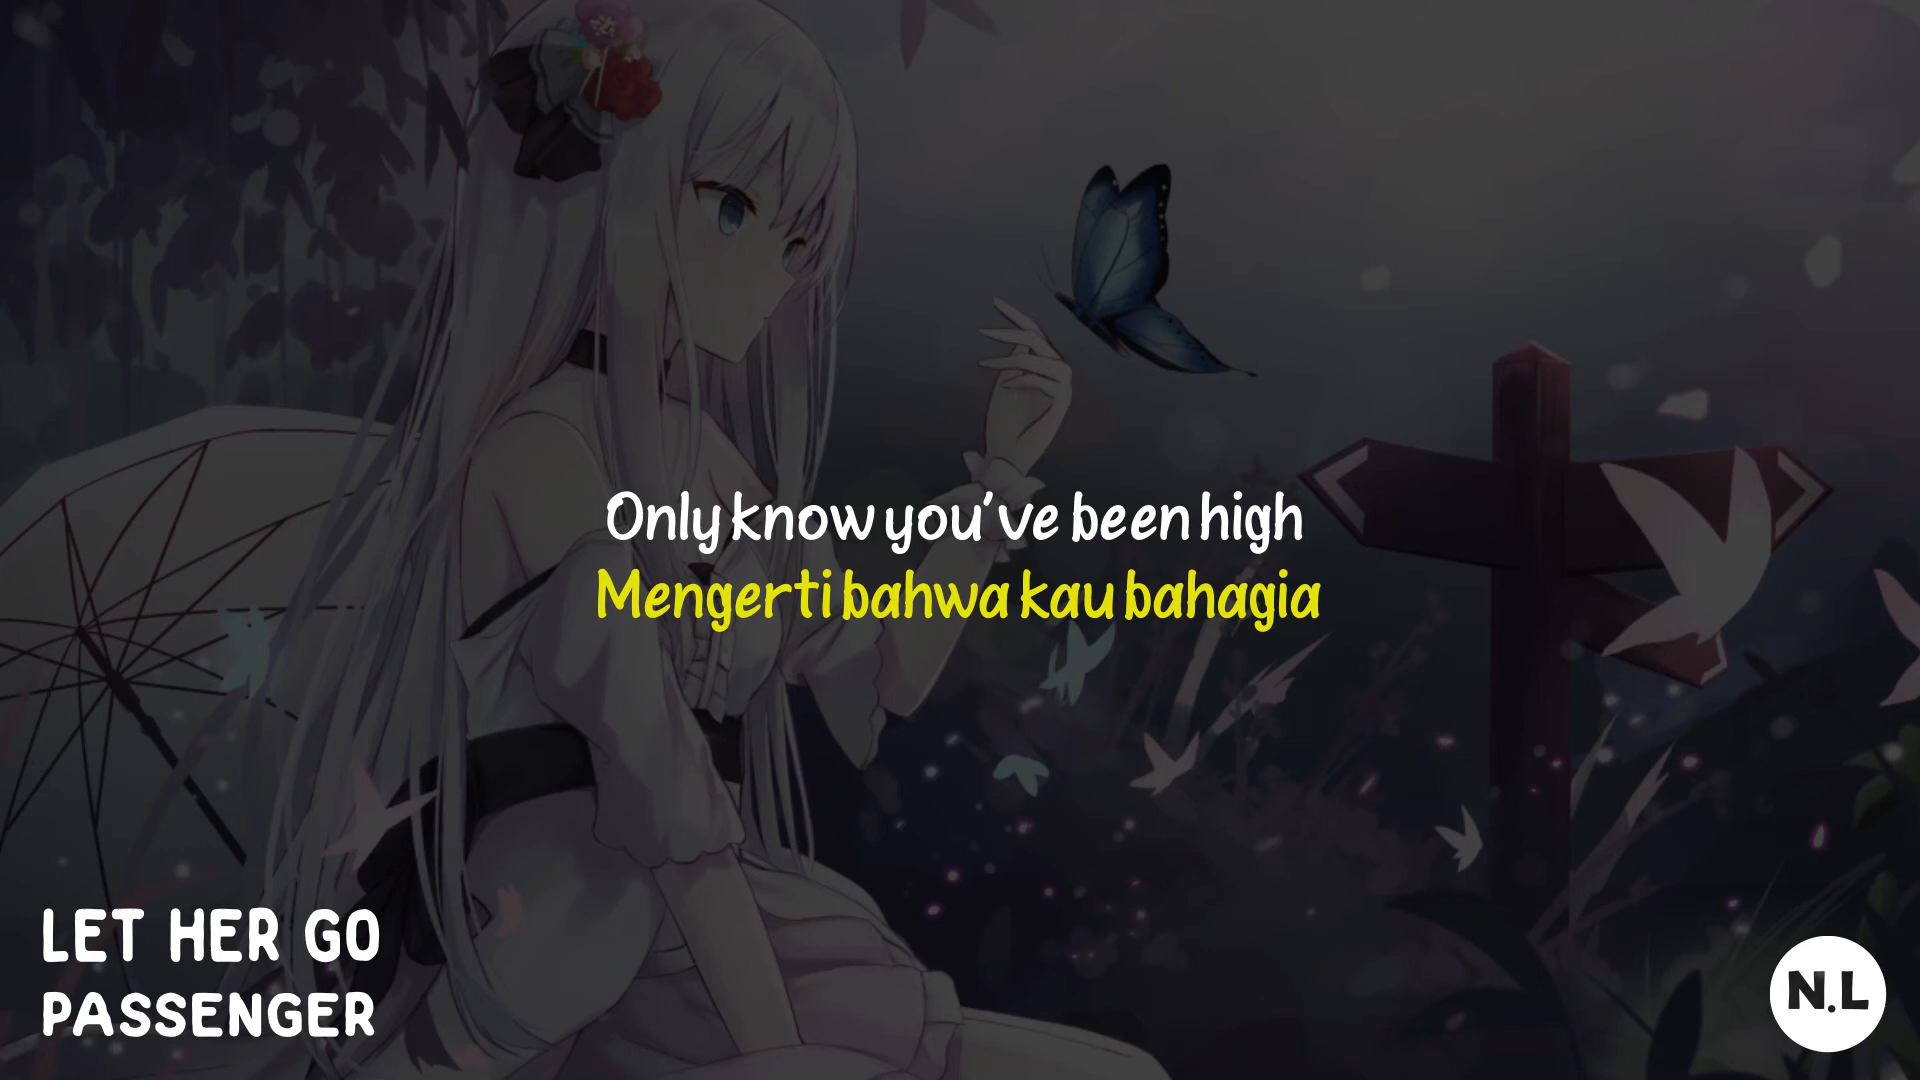 Only know you've been high
Mengerti bahwa kau bahagia
LET HER GO
PASSENGER
N.L